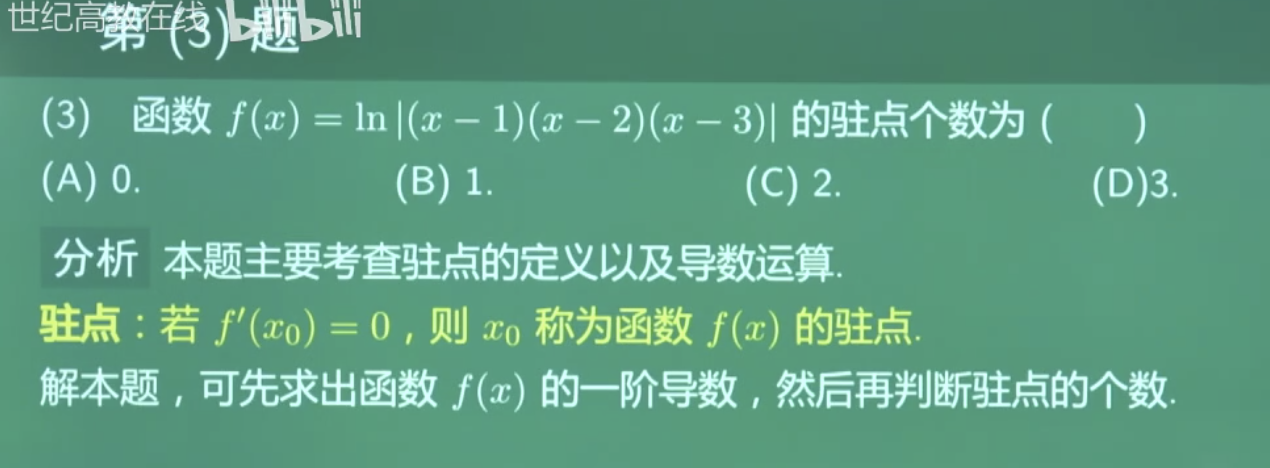 世纪高教在线 bilibili
第 (3) 题
(3) 函数 f(x) = ln |(x − 1)(x − 2)(x − 3)| 的驻点个数为 ( )
(A) 0. (B) 1. (C) 2. (D)3.
分析 本题主要考查驻点的定义以及导数运算.
驻点：若 f′(x₀) = 0，则 x₀ 称为函数 f(x) 的驻点.
解本题，可先求出函数 f(x) 的一阶导数，然后再判断驻点的个数.